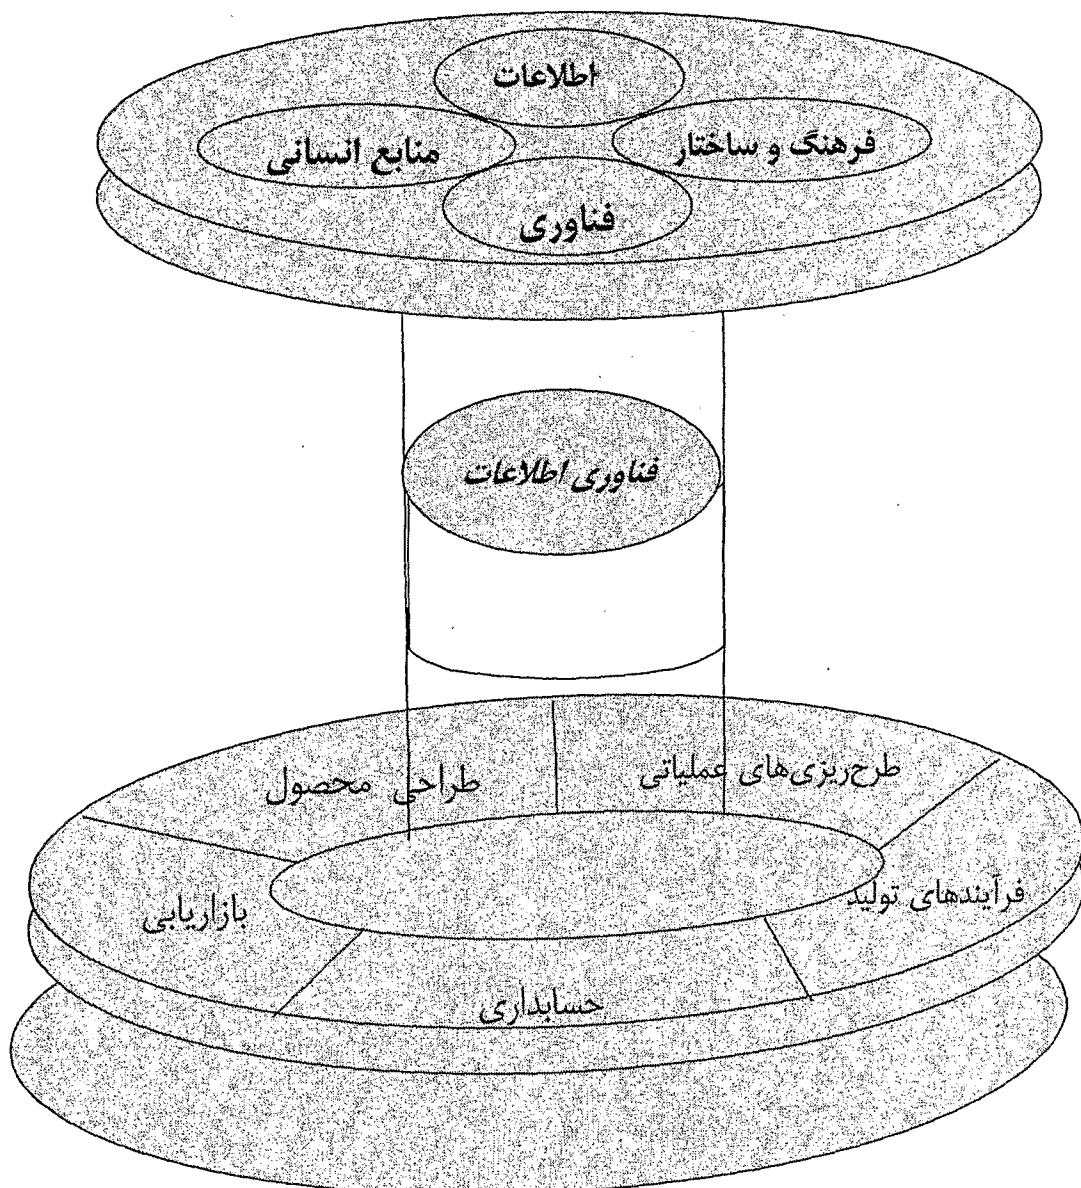 اطلاعات
فرهنگ و ساختار
منابع انسانی
فناوری
فناوری اطلاعات
طرح‌ریزی‌های عملیاتی
طراحی محصول
فرآیندهای تولید
بازاریابی
حسابداری